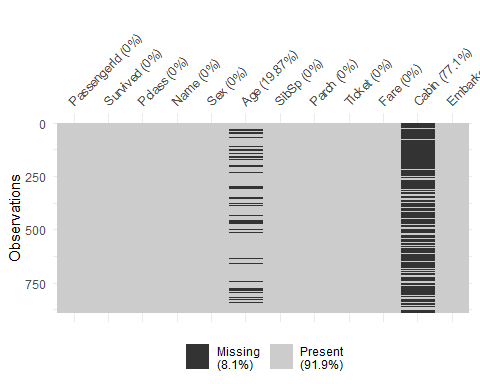 PassengerId (0%)
Survived (0%)
Pclass (0%)
Name (0%)
Sex (0%)
Age (19.87%)
SibSp (0%)
Parch (0%)
Ticket (0%)
Fare (0%)
Cabin (77.1%)
Embarke
0
250
500
750
Observations
Missing
(8.1%)
Present
(91.9%)